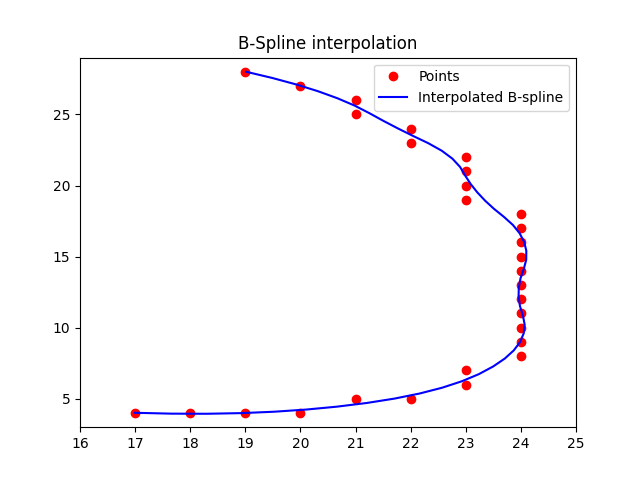 B-Spline interpolation
Points
Interpolated B-spline
25
20
15
10
5
16 17 18 19 20 21 22 23 24 25